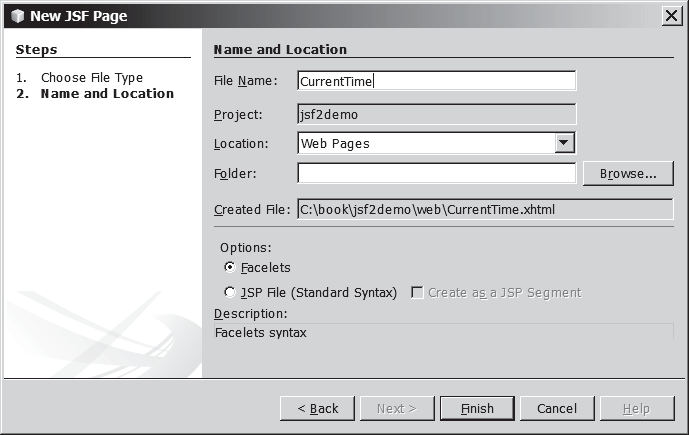 New JSF Page
Steps
1. Choose File Type
2. Name and Location
Name and Location
File Name: CurrentTime
Project: jsf2demo
Location: Web Pages
Folder: Browse...
Created File: C:\book\jsf2demo\web\CurrentTime.xhtml
Options:
Facelets
JSP File (Standard Syntax) Create as a JSP Segment
Description:
Facelets syntax
< Back Next > Finish Cancel Help